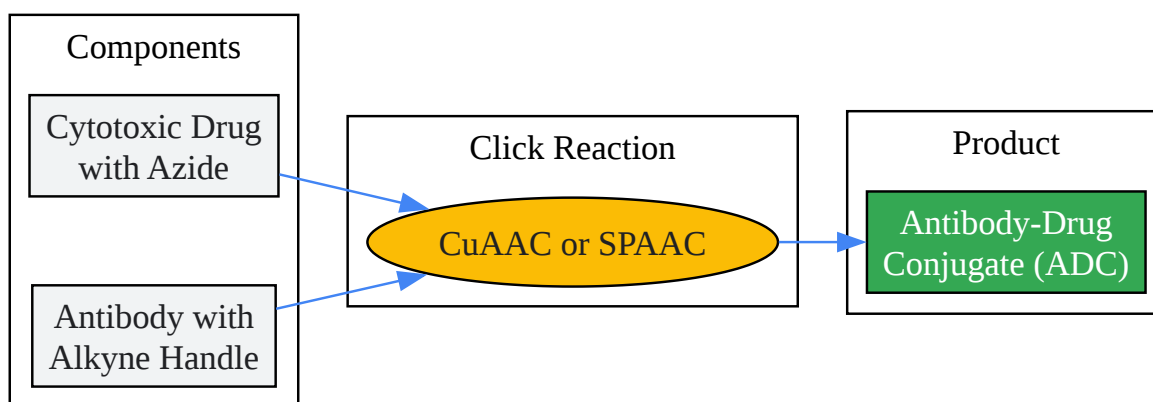 Components
Cytotoxic Drug
with Azide
Antibody with
Alkyne Handle
Click Reaction
CuAAC or SPAAC
Product
Antibody-Drug
Conjugate (ADC)